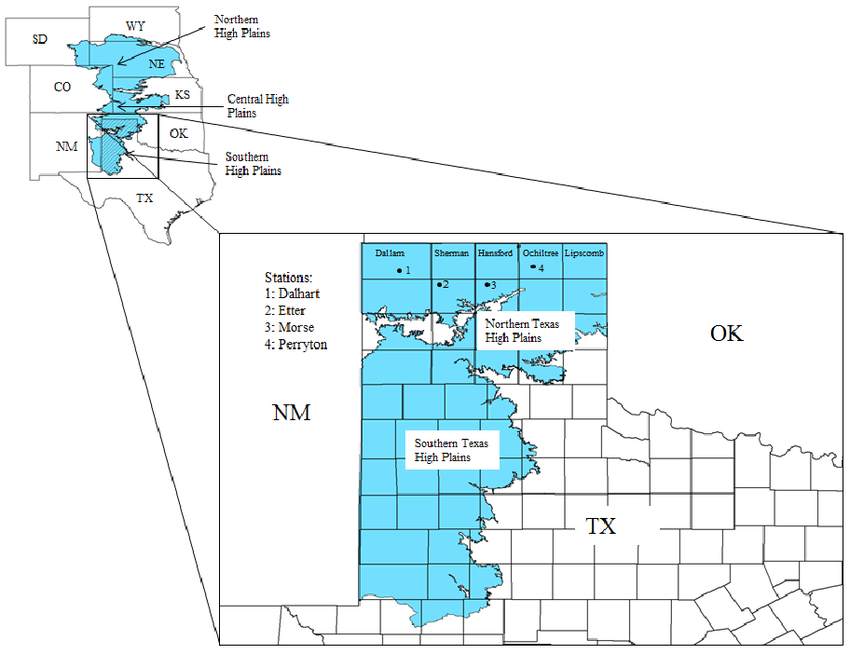 Northern
High Plains
WY
SD
NE
CO
KS
Central High
Plains
OK
NM
Southern
High Plains
TX
Dallam
Sherman
Hansford
Ochiltree
Lipscomb
1
4
2
3
Stations:
1: Dalhart
2: Etter
3: Morse
4: Perryton
Northern Texas
High Plains
OK
NM
Southern Texas
High Plains
TX